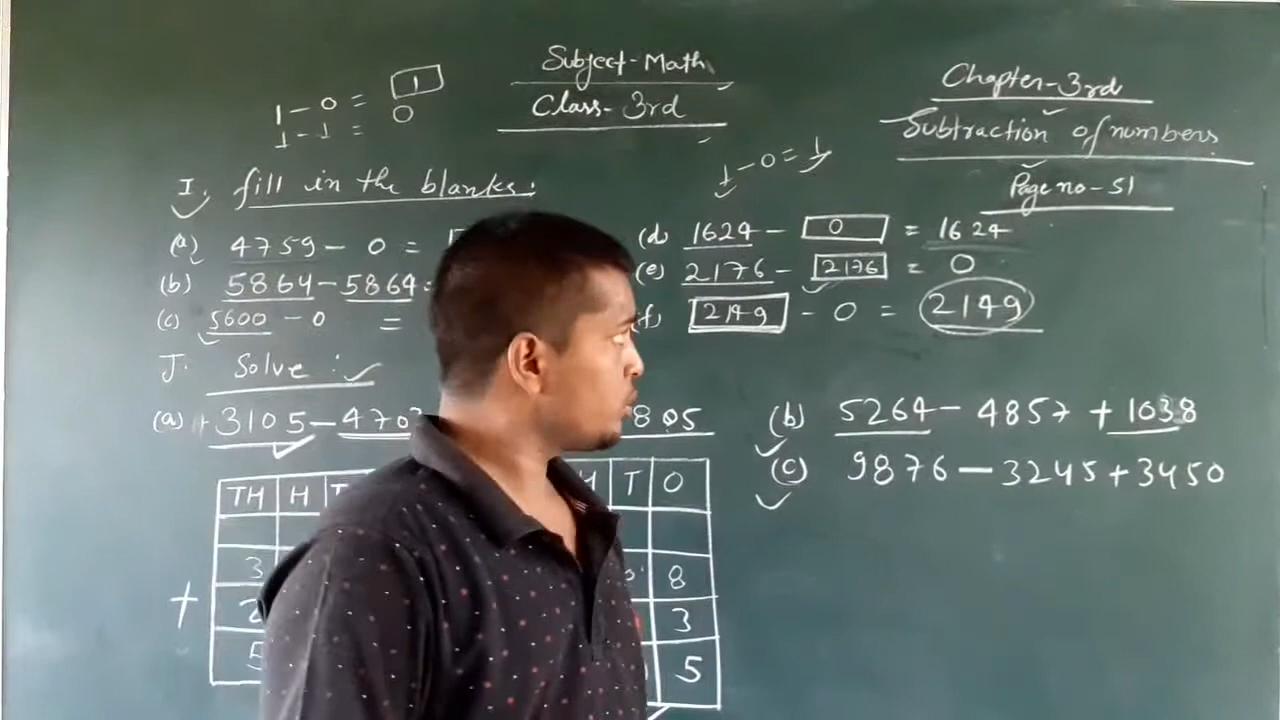 Subject-Math
Class-3rd
Chapter-3rd
Subtraction of numbers
Page no-51
1 - 0 = 1
1 - 1 = 0
1 - 0 = 1
I. fill in the blanks:
(a) 4759 - 0 =
(b) 5864 - 5864 =
(c) 5600 - 0 =
(d) 1624 - 0 = 1624
(e) 2176 - 2176 = 0
(f) 2149 - 0 = 2149
J. Solve :
(a) +3105 - 470
805
(b) 5264 - 4857 + 1038
(c) 9876 - 3245 + 3450
TH H T
T O
3
8
+ 2
3
5
5